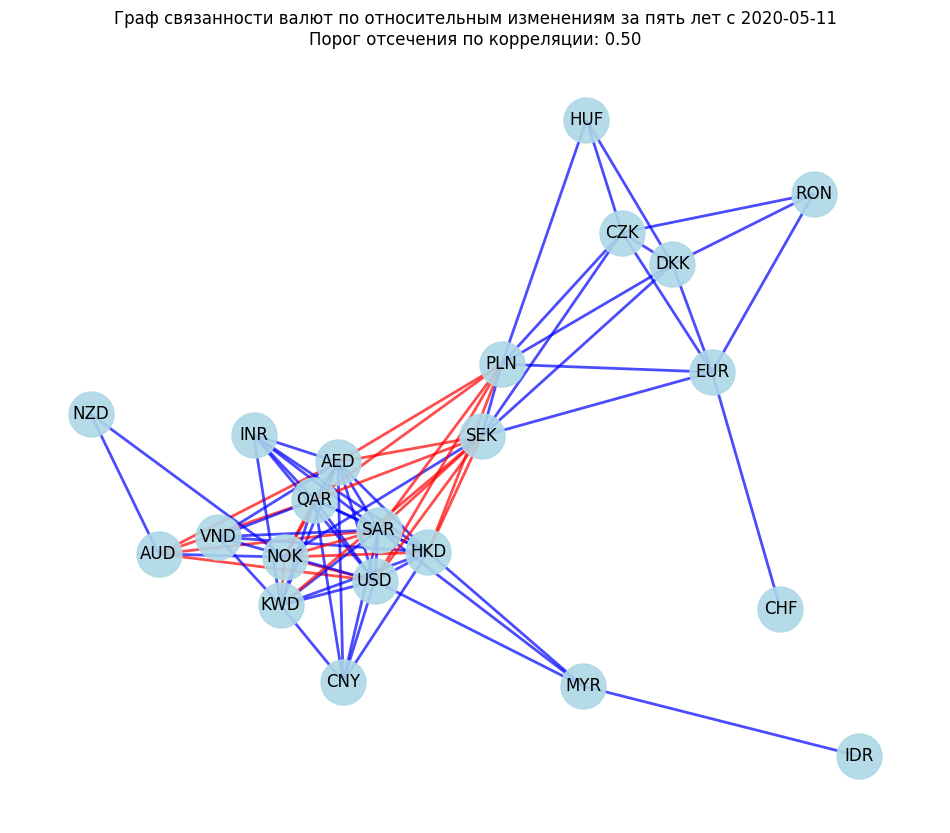 Граф связанности валют по относительным изменениям за пять лет с 2020-05-11
Порог отсечения по корреляции: 0.50
HUF
RON
CZK
DKK
PLN
EUR
NZD
INR
SEK
AED
QAR
SAR
VND
HKD
AUD
NOK
USD
KWD
CHF
CNY
MYR
IDR